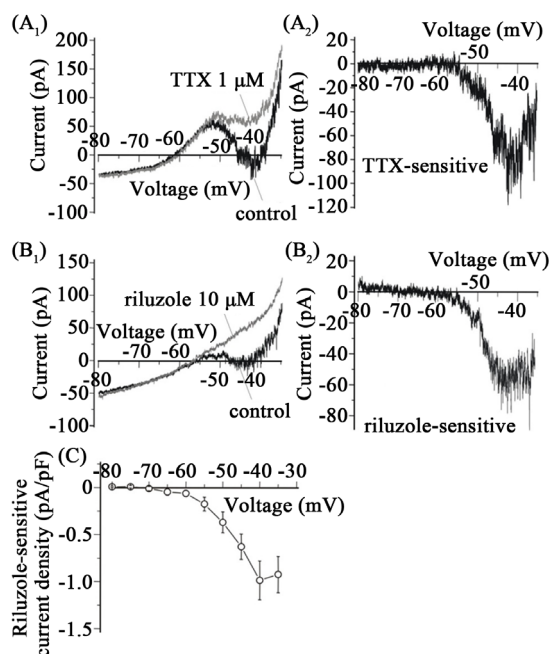 (A1)
200
150
100
50
0
-50
-100
Current (pA)
TTX 1 μM
-80
-70
-60
-50
-40
Voltage (mV)
control
(A2)
Voltage (mV)
20
0
-20
-40
-60
-80
-100
-120
Current (pA)
-80
-70
-60
-50
-40
TTX-sensitive
(B1)
150
100
50
0
-50
-100
Current (pA)
riluzole 10 μM
Voltage (mV)
-80
-70
-60
-50
-40
control
(B2)
Voltage (mV)
20
0
-20
-40
-60
-80
Current (pA)
-80
-70
-60
-50
-40
riluzole-sensitive
(C)
-80 -70 -60 -50 -40 -30
Voltage (mV)
0
-0.5
-1.0
-1.5
Riluzole-sensitive
current density (pA/pF)